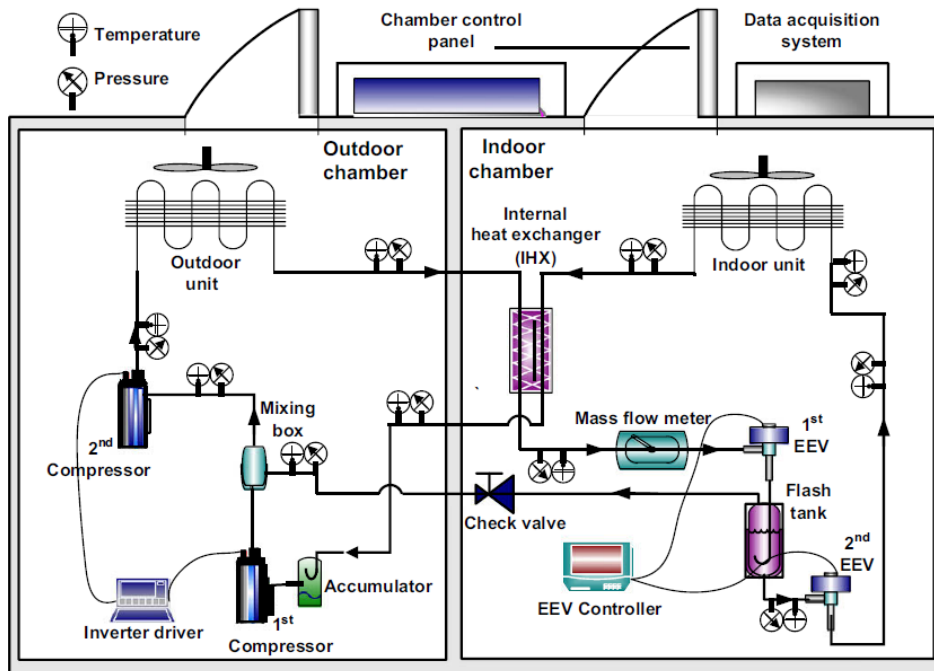 Temperature
Pressure
Chamber control
panel
Data acquisition
system
Outdoor
chamber
Indoor
chamber
Internal
heat exchanger
(IHX)
Outdoor
unit
Indoor unit
Mixing
box
Mass flow meter
1st
EEV
2nd
Compressor
Flash
tank
Check valve
2nd
EEV
Accumulator
EEV Controller
Inverter driver
1st
Compressor